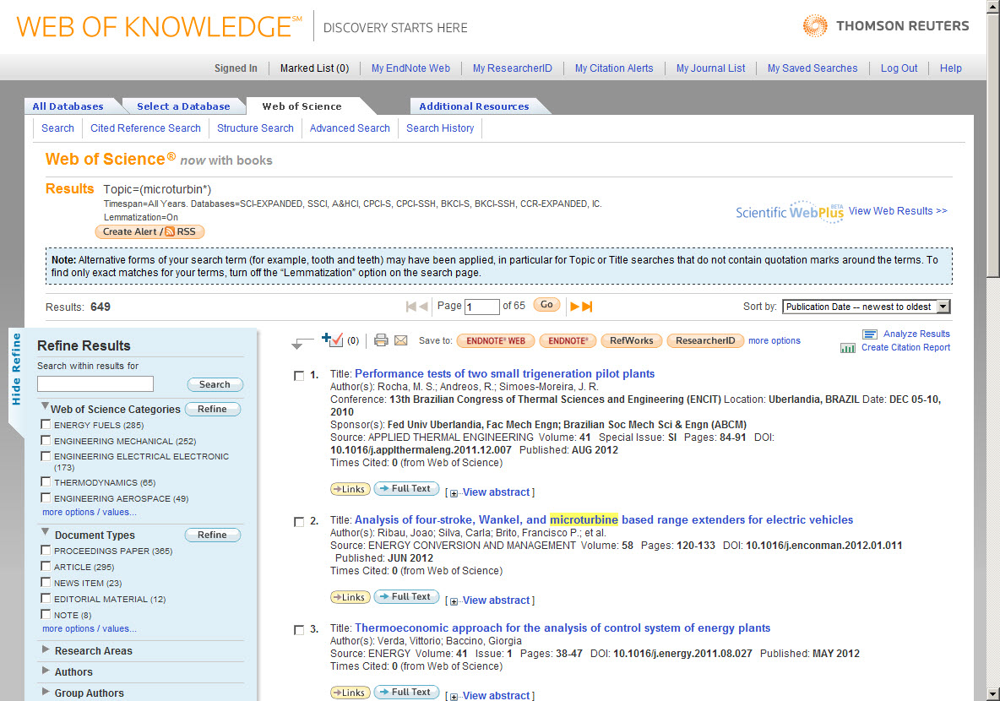 WEB OF KNOWLEDGE℠ DISCOVERY STARTS HERE
THOMSON REUTERS
Signed In Marked List (0) My EndNote Web My ResearcherID My Citation Alerts My Journal List My Saved Searches Log Out Help
All Databases Select a Database Web of Science Additional Resources
Search Cited Reference Search Structure Search Advanced Search Search History
Web of Science® now with books
Results Topic=(microturbin*)
Timespan=All Years. Databases=SCI-EXPANDED, SSCI, A&HCI, CPCI-S, CPCI-SSH, BKCI-S, BKCI-SSH, CCR-EXPANDED, IC.
Lemmatization=On
Create Alert / RSS
Scientific WebPlus BETA View Web Results >>
Note: Alternative forms of your search term (for example, tooth and teeth) may have been applied, in particular for Topic or Title searches that do not contain quotation marks around the terms. To
find only exact matches for your terms, turn off the "Lemmatization" option on the search page.
Results: 649
Page 1 of 65 Go
Sort by: Publication Date -- newest to oldest
Hide Refine
Refine Results
Search within results for
Search
Web of Science Categories Refine
ENERGY FUELS (285)
ENGINEERING MECHANICAL (252)
ENGINEERING ELECTRICAL ELECTRONIC
(173)
THERMODYNAMICS (65)
ENGINEERING AEROSPACE (49)
more options / values...
Document Types Refine
PROCEEDINGS PAPER (365)
ARTICLE (295)
NEWS ITEM (23)
EDITORIAL MATERIAL (12)
NOTE (8)
more options / values...
Research Areas
Authors
Group Authors
(0) Save to: ENDNOTE® WEB ENDNOTE® RefWorks ResearcherID more options
Analyze Results
Create Citation Report
1. Title: Performance tests of two small trigeneration pilot plants
Author(s): Rocha, M. S.; Andreos, R.; Simoes-Moreira, J. R.
Conference: 13th Brazilian Congress of Thermal Sciences and Engineering (ENCIT) Location: Uberlandia, BRAZIL Date: DEC 05-10,
2010
Sponsor(s): Fed Univ Uberlandia, Fac Mech Engn; Brazilian Soc Mech Sci & Engn (ABCM)
Source: APPLIED THERMAL ENGINEERING Volume: 41 Special Issue: SI Pages: 84-91 DOI:
10.1016/j.applthermaleng.2011.12.007 Published: AUG 2012
Times Cited: 0 (from Web of Science)
Links Full Text [ View abstract ]
2. Title: Analysis of four-stroke, Wankel, and microturbine based range extenders for electric vehicles
Author(s): Ribau, Joao; Silva, Carla; Brito, Francisco P.; et al.
Source: ENERGY CONVERSION AND MANAGEMENT Volume: 58 Pages: 120-133 DOI: 10.1016/j.enconman.2012.01.011
Published: JUN 2012
Times Cited: 0 (from Web of Science)
Links Full Text [ View abstract ]
3. Title: Thermoeconomic approach for the analysis of control system of energy plants
Author(s): Verda, Vittorio; Baccino, Giorgia
Source: ENERGY Volume: 41 Issue: 1 Pages: 38-47 DOI: 10.1016/j.energy.2011.08.027 Published: MAY 2012
Times Cited: 0 (from Web of Science)
Links Full Text [ View abstract ]